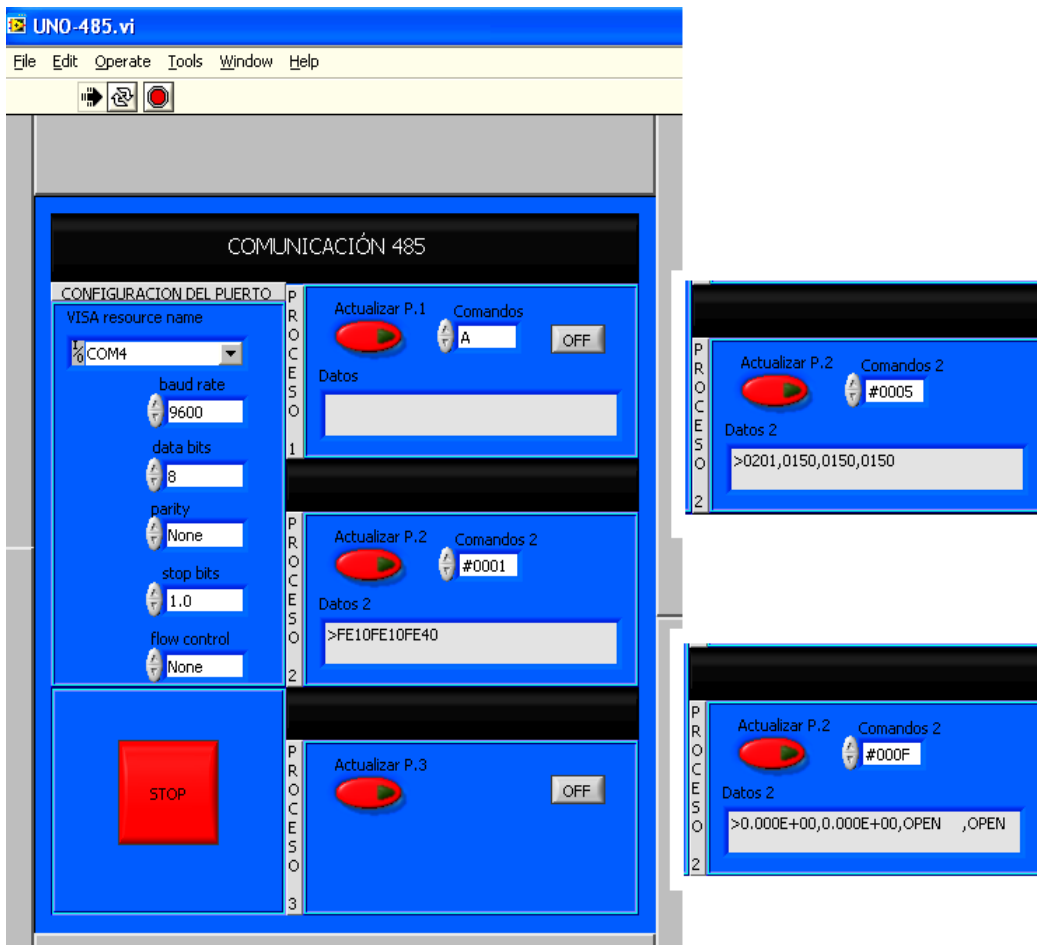 UNO-485.vi
File Edit Operate Tools Window Help
COMUNICACIÓN 485
CONFIGURACION DEL PUERTO
VISA resource name
I/O COM4
baud rate
9600
data bits
8
parity
None
stop bits
1.0
flow control
None
STOP
PROCESO 1
Actualizar P.1 Comandos
A
OFF
Datos
PROCESO 2
Actualizar P.2 Comandos 2
#0001
Datos 2
>FE10FE10FE40
PROCESO 3
Actualizar P.3
OFF
PROCESO 2
Actualizar P.2 Comandos 2
#0005
Datos 2
>0201,0150,0150,0150
PROCESO 2
Actualizar P.2 Comandos 2
#000F
Datos 2
>0.000E+00,0.000E+00,OPEN ,OPEN